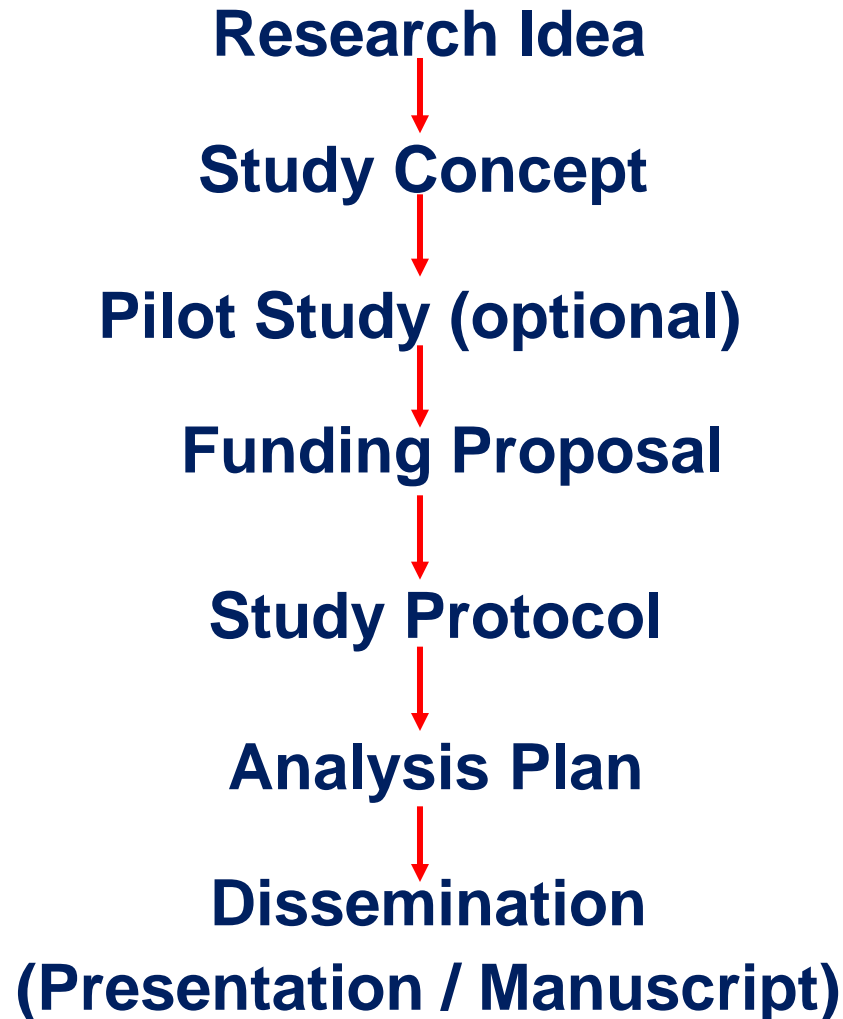 Research Idea
Study Concept
Pilot Study (optional)
Funding Proposal
Study Protocol
Analysis Plan
Dissemination
(Presentation / Manuscript)